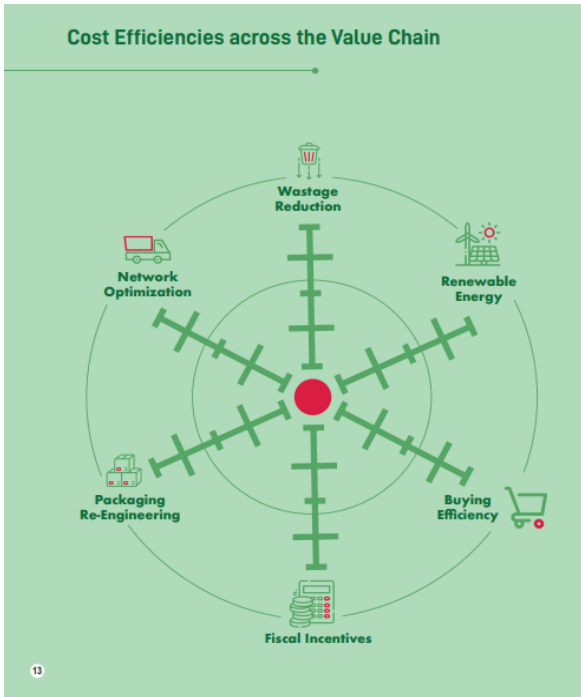 Cost Efficiencies across the Value Chain
Wastage
Reduction
Network
Optimization
Renewable
Energy
Packaging
Re-Engineering
Buying
Efficiency
Fiscal Incentives
13